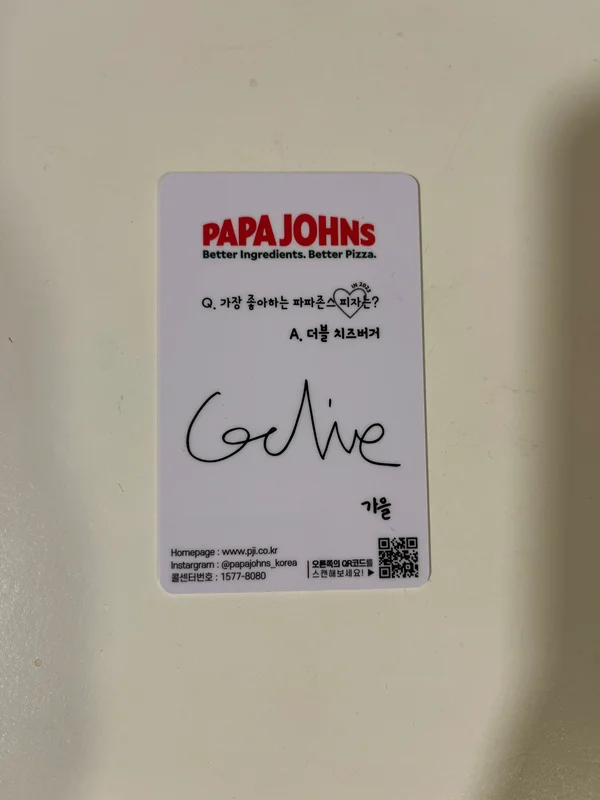 PAPA JOHNS
Better Ingredients. Better Pizza.
IN 2023
Q. 가장 좋아하는 파파존스 피자는?
A. 더블 치즈버거
가을
Homepage : www.pji.co.kr
Instargram : @papajohns_korea
콜센터번호 : 1577-8080
오른쪽의 QR코드를
스캔해보세요! ▶